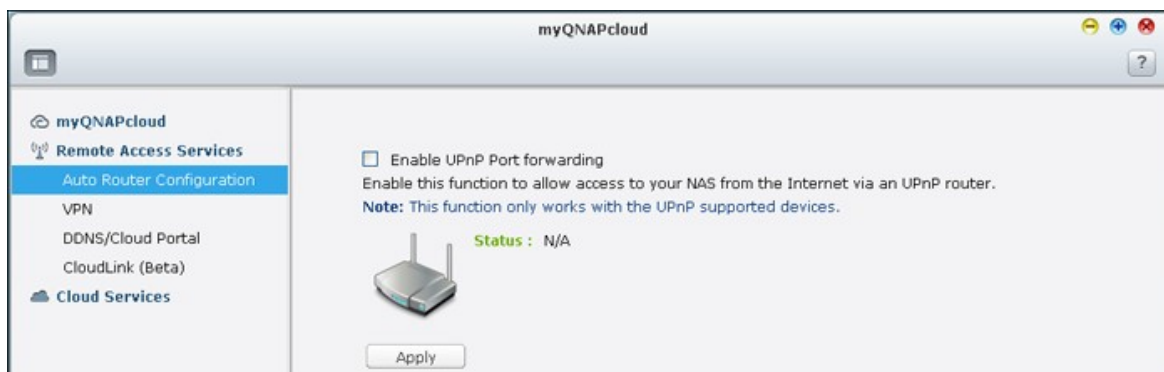 myQNAPcloud
?
myQNAPcloud
Remote Access Services
Auto Router Configuration
VPN
DDNS/Cloud Portal
CloudLink (Beta)
Cloud Services
Enable UPnP Port forwarding
Enable this function to allow access to your NAS from the Internet via an UPnP router.
Note: This function only works with the UPnP supported devices.
Status : N/A
Apply